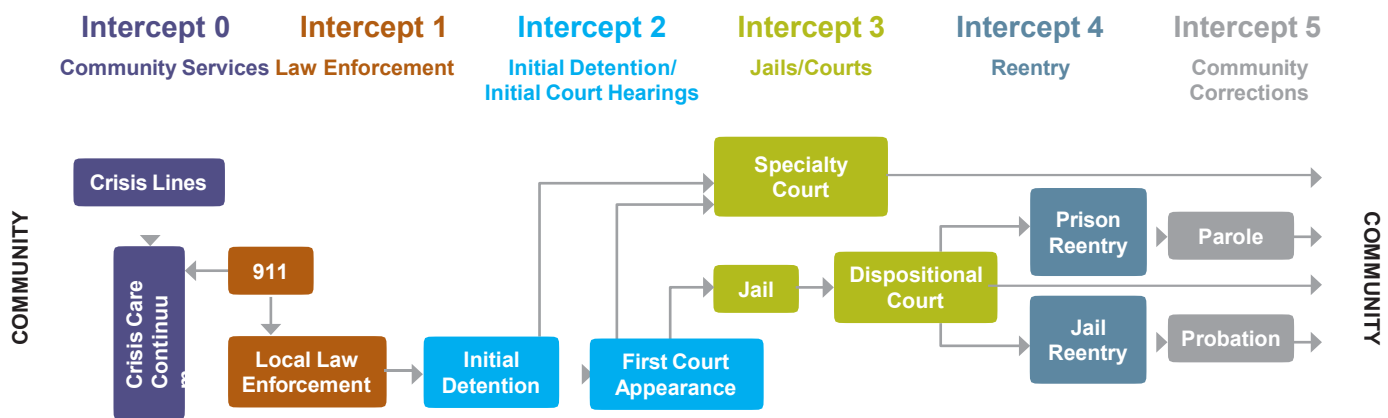 Intercept 0
Community Services
Intercept 1
Law Enforcement
Intercept 2
Initial Detention/
Initial Court Hearings
Intercept 3
Jails/Courts
Intercept 4
Reentry
Intercept 5
Community
Corrections
COMMUNITY
Crisis Lines
Crisis Care
Continuu
m
911
Local Law
Enforcement
Initial
Detention
First Court
Appearance
Specialty
Court
Jail
Dispositional
Court
Prison
Reentry
Jail
Reentry
Parole
Probation
COMMUNITY